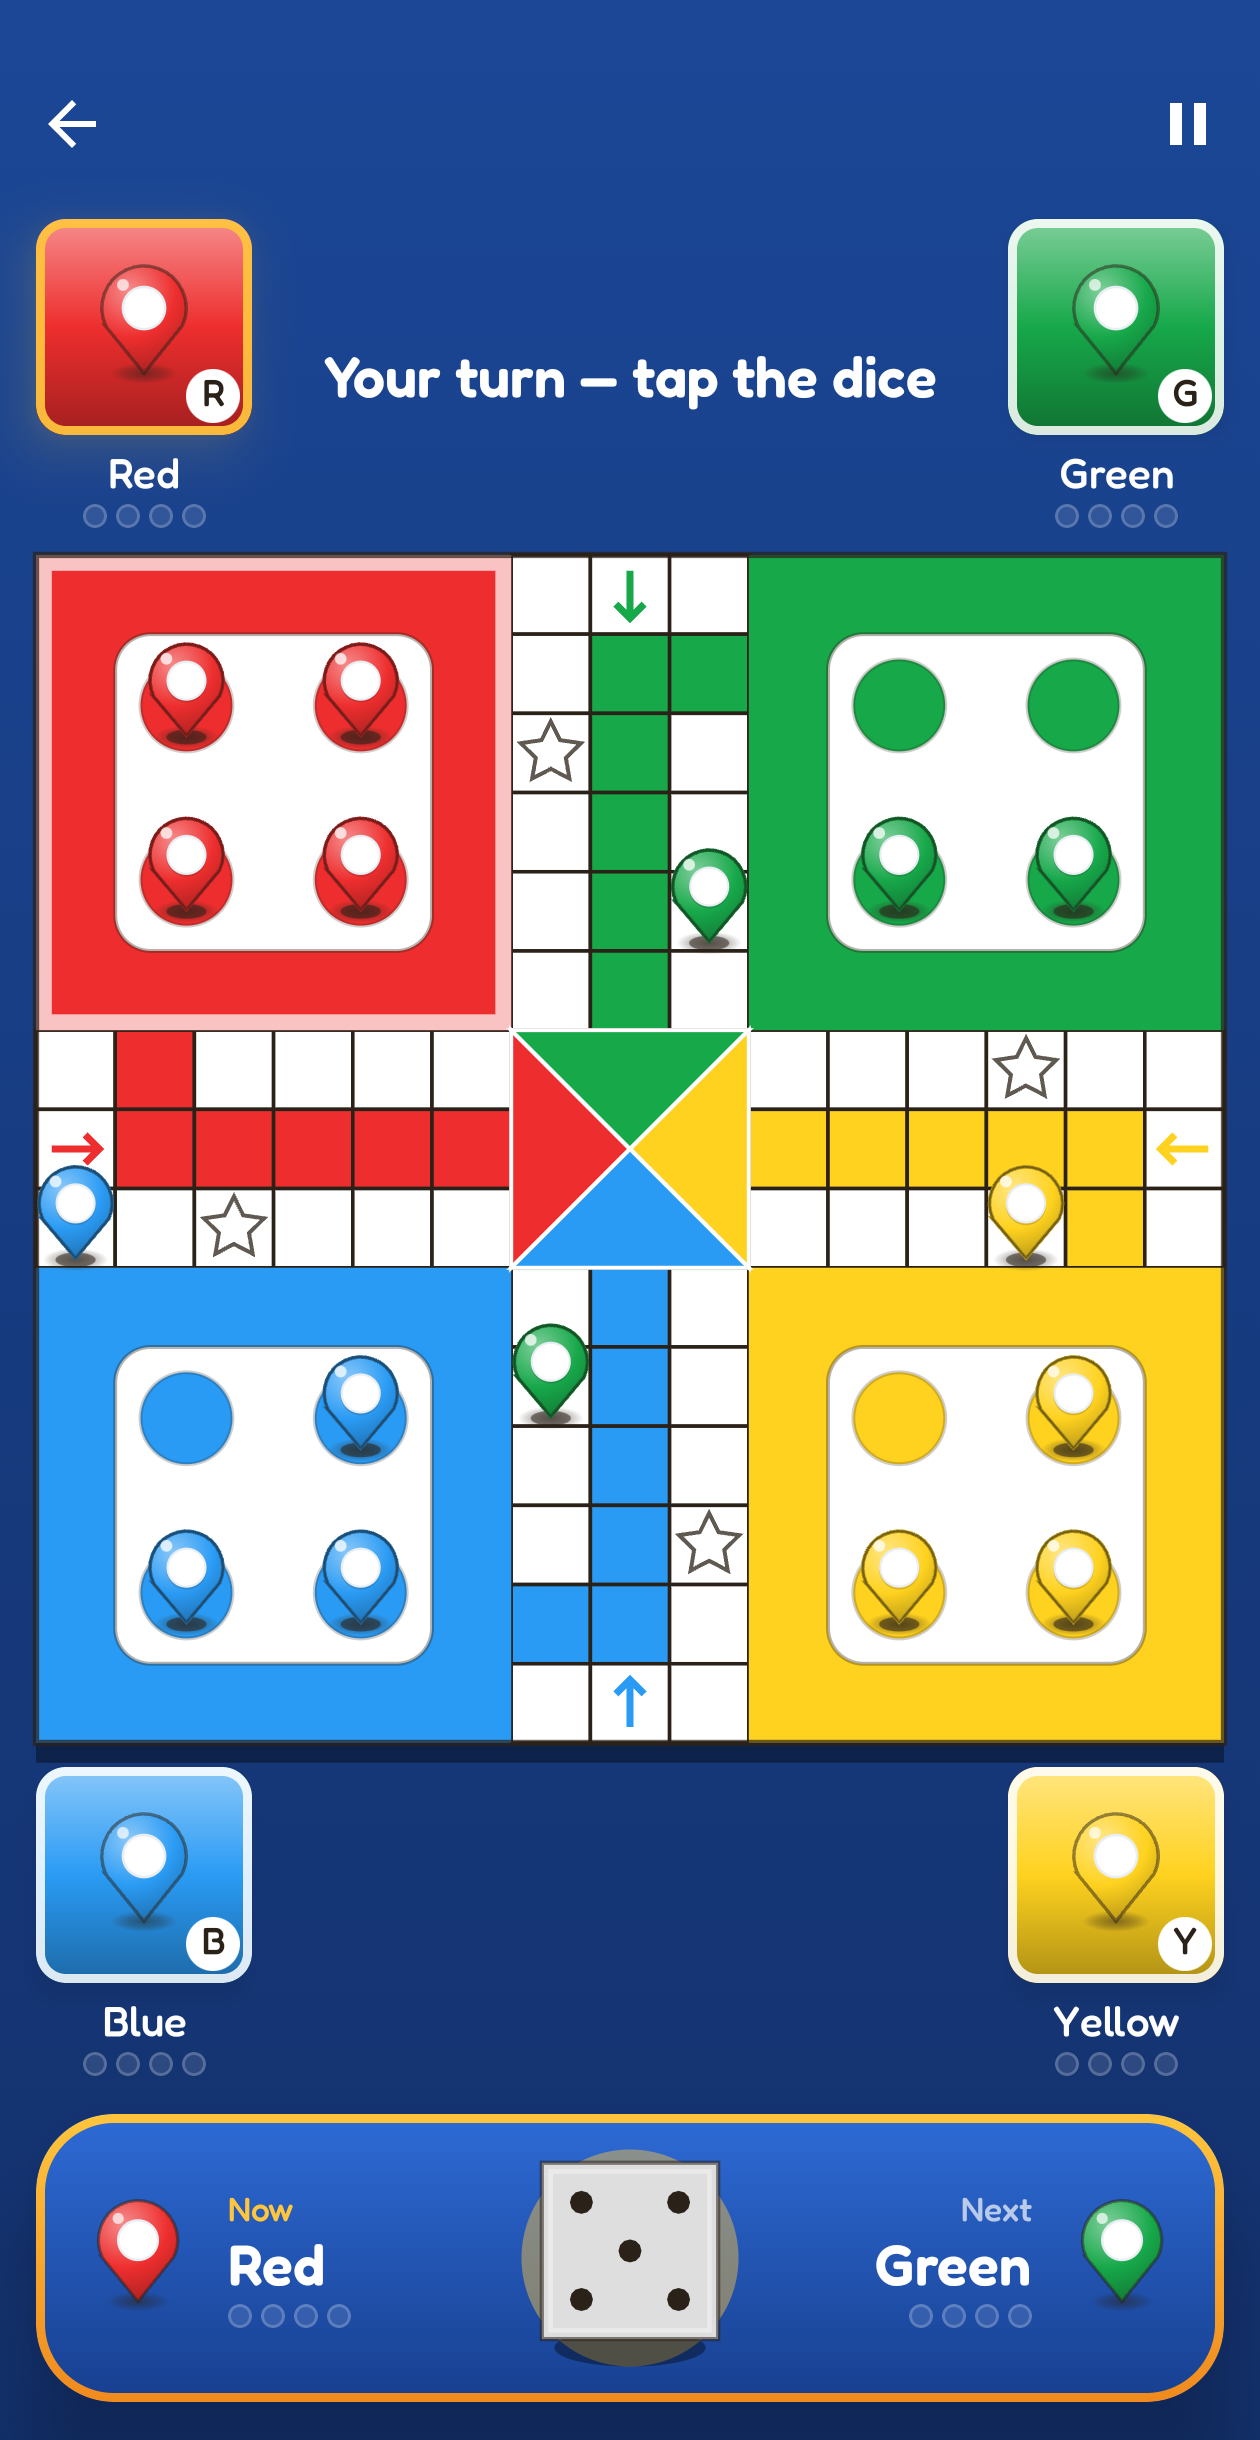 R
Your turn – tap the dice
G
Red
Green
B
Y
Blue
Yellow
Now
Red
Next
Green